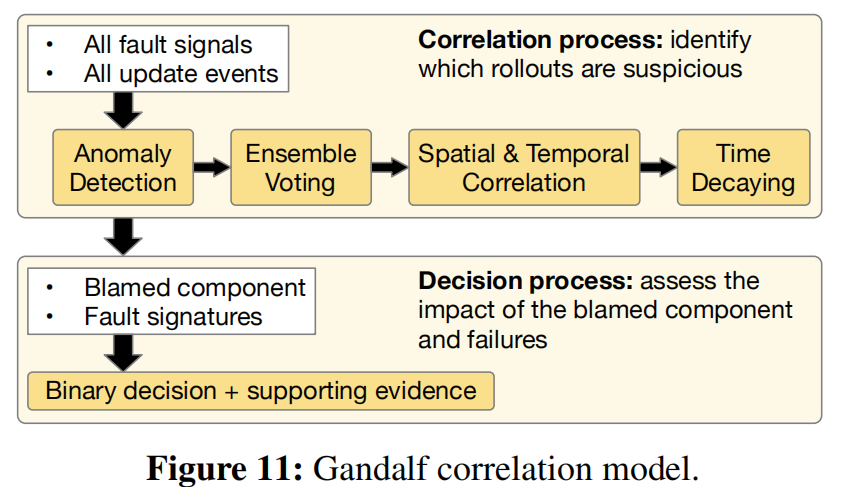 • All fault signals
• All update events
Correlation process: identify
which rollouts are suspicious
Anomaly
Detection
Ensemble
Voting
Spatial & Temporal
Correlation
Time
Decaying
• Blamed component
• Fault signatures
Decision process: assess the
impact of the blamed component
and failures
Binary decision + supporting evidence
Figure 11: Gandalf correlation model.